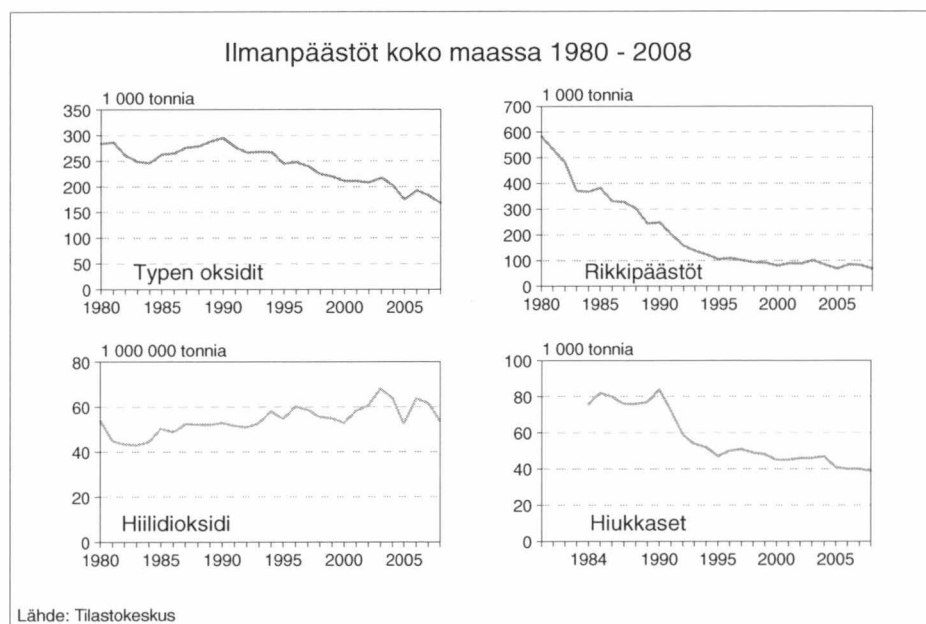 Ilmanpäästöt koko maassa 1980 - 2008
1 000 tonnia
350
300
250
200
150
100
50
0
1980 1985 1990 1995 2000 2005
Typen oksidit
1 000 tonnia
700
600
500
400
300
200
100
0
1980 1985 1990 1995 2000 2005
Rikkipäästöt
1 000 000 tonnia
80
60
40
20
0
1980 1985 1990 1995 2000 2005
Hiilidioksidi
1 000 tonnia
100
80
60
40
20
0
1984 1990 1995 2000 2005
Hiukkaset
Lähde: Tilastokeskus